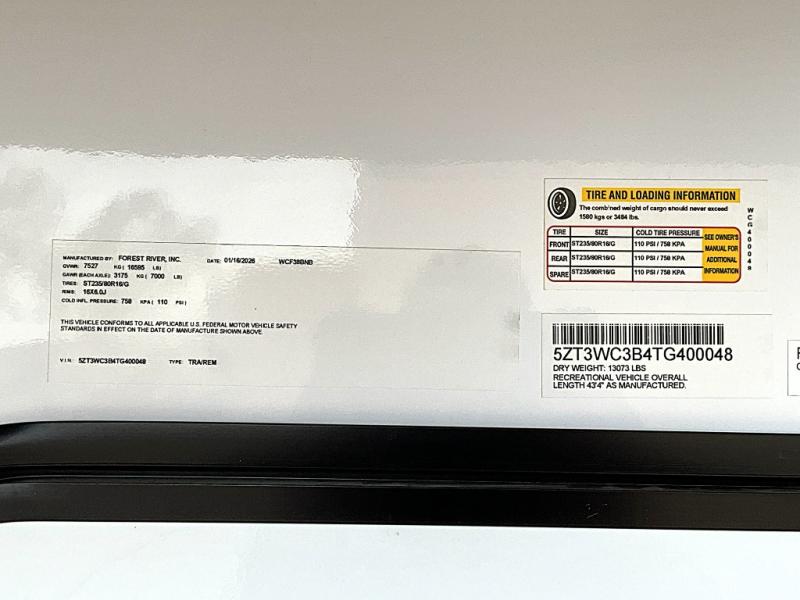 MANUFACTURED BY: FOREST RIVER, INC. DATE: 01/16/2026 WCF38BNB
GVWR: 7527 KG ( 16595 LB)
GAWR (EACH AXLE): 3175 KG ( 7000 LB)
TIRES: ST235/80R16/G
RIMS: 16X6.0J
COLD INFL. PRESSURE: 758 KPA ( 110 PSI)
THIS VEHICLE CONFORMS TO ALL APPLICABLE U.S. FEDERAL MOTOR VEHICLE SAFETY
STANDARDS IN EFFECT ON THE DATE OF MANUFACTURE SHOWN ABOVE.
V.I.N.: 5ZT3WC3B4TG400048 TYPE: TRA/REM
TIRE AND LOADING INFORMATION
The combined weight of cargo should never exceed
1580 kgs or 3484 lbs.
TIRE SIZE COLD TIRE PRESSURE
FRONT ST235/80R16/G 110 PSI / 758 KPA
REAR ST235/80R16/G 110 PSI / 758 KPA
SPARE ST235/80R16/G 110 PSI / 758 KPA
SEE OWNER'S
MANUAL FOR
ADDITIONAL
INFORMATION
WCG400048
5ZT3WC3B4TG400048
DRY WEIGHT: 13073 LBS
RECREATIONAL VEHICLE OVERALL
LENGTH 43'4" AS MANUFACTURED.